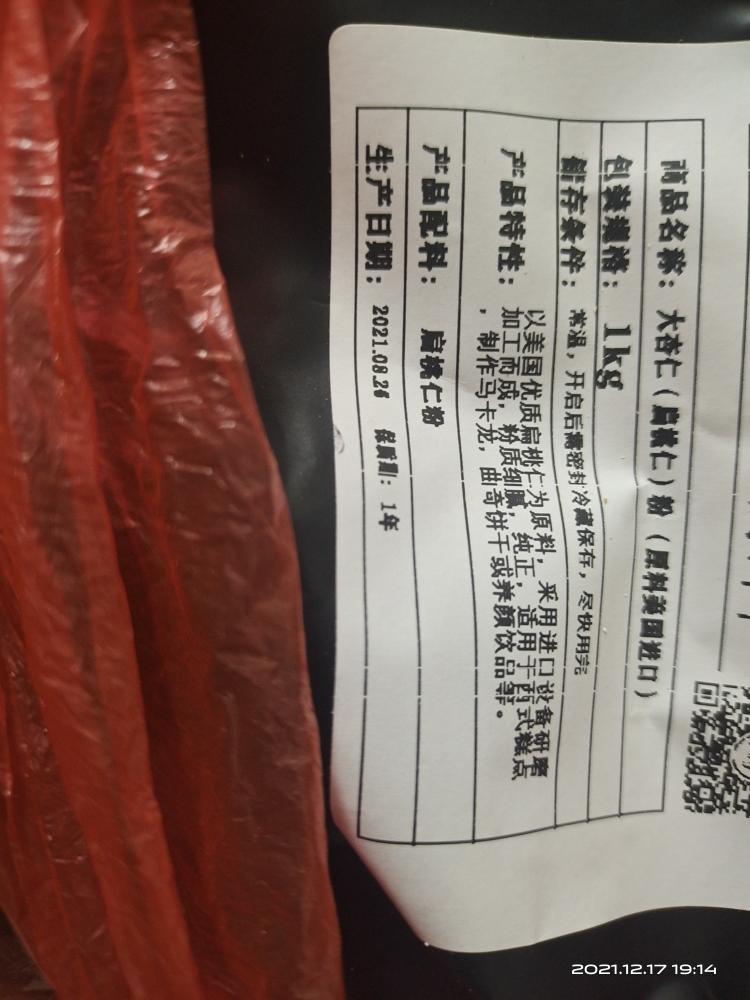 商品名称：大杏仁（扁桃仁）粉（原料美国进口）
包装规格：1kg
储存条件：常温，开启后需密封冷藏保存，尽快用完
产品特性：以美国优质扁桃仁为原料，采用进口设备研磨
加工而成，粉质细腻，纯正，适用于西式糕点
，制作马卡龙，曲奇饼干或养颜饮品等。
产品配料：扁桃仁粉
生产日期：2021.08.26 保质期：1年
2021.12.17 19:14